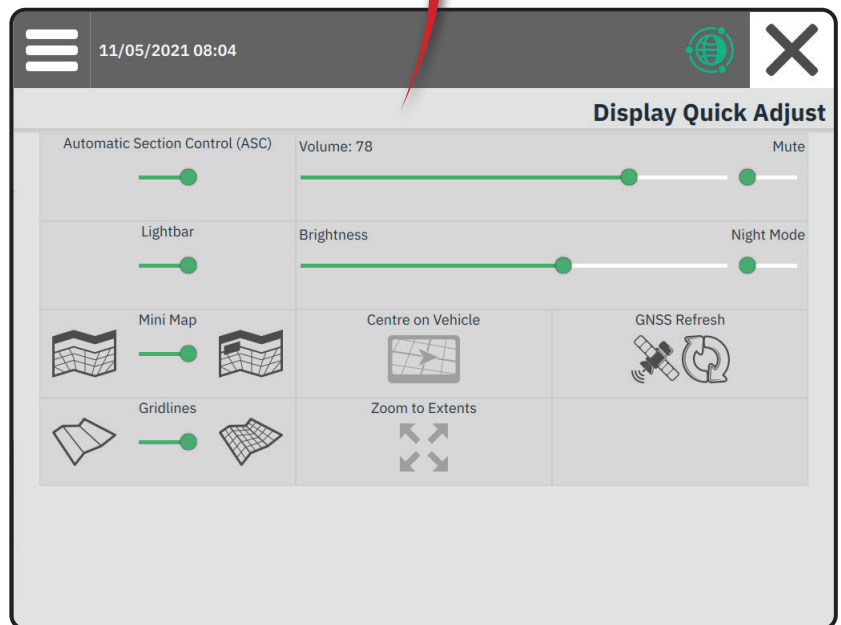 11/05/2021 08:04
Display Quick Adjust
Automatic Section Control (ASC)
Volume: 78
Mute
Lightbar
Brightness
Night Mode
Mini Map
Centre on Vehicle
GNSS Refresh
Gridlines
Zoom to Extents